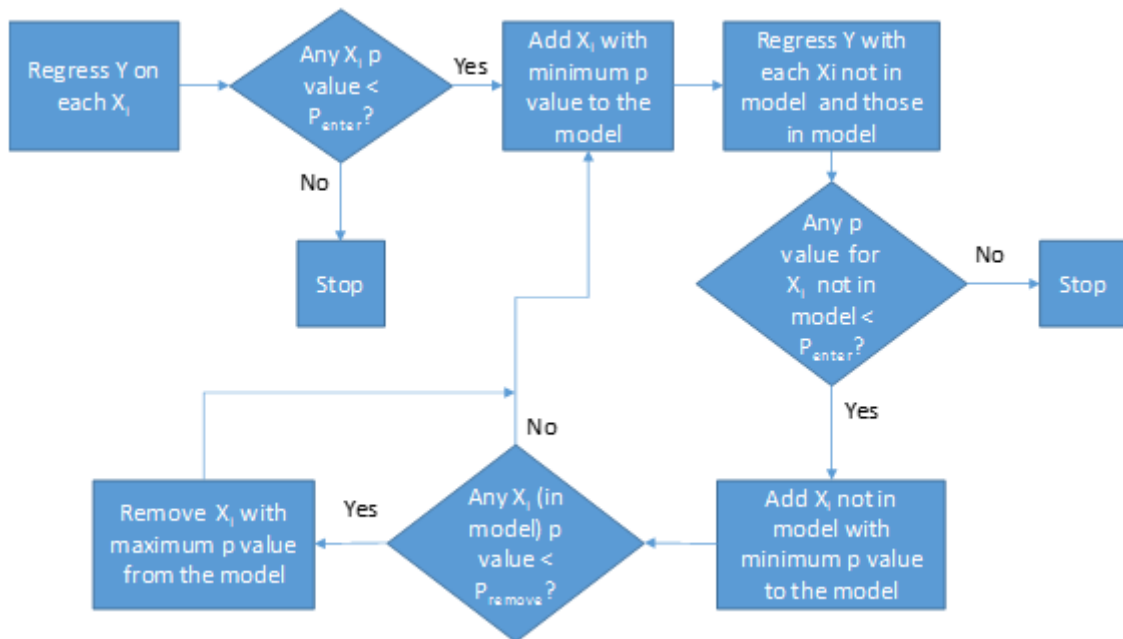 Regress Y on
each Xᵢ
Any Xᵢ p
value <
Pₑₙₜₑᵣ?
Yes
No
Stop
Add Xᵢ with
minimum p
value to the
model
Regress Y with
each Xi not in
model and those
in model
Any p
value for
Xᵢ not in
model <
Pₑₙₜₑᵣ?
No
Stop
Yes
Add Xᵢ not in
model with
minimum p value
to the model
Any Xᵢ (in
model) p
value <
Pᵣₑₘₒᵥₑ?
No
Yes
Remove Xᵢ with
maximum p value
from the model